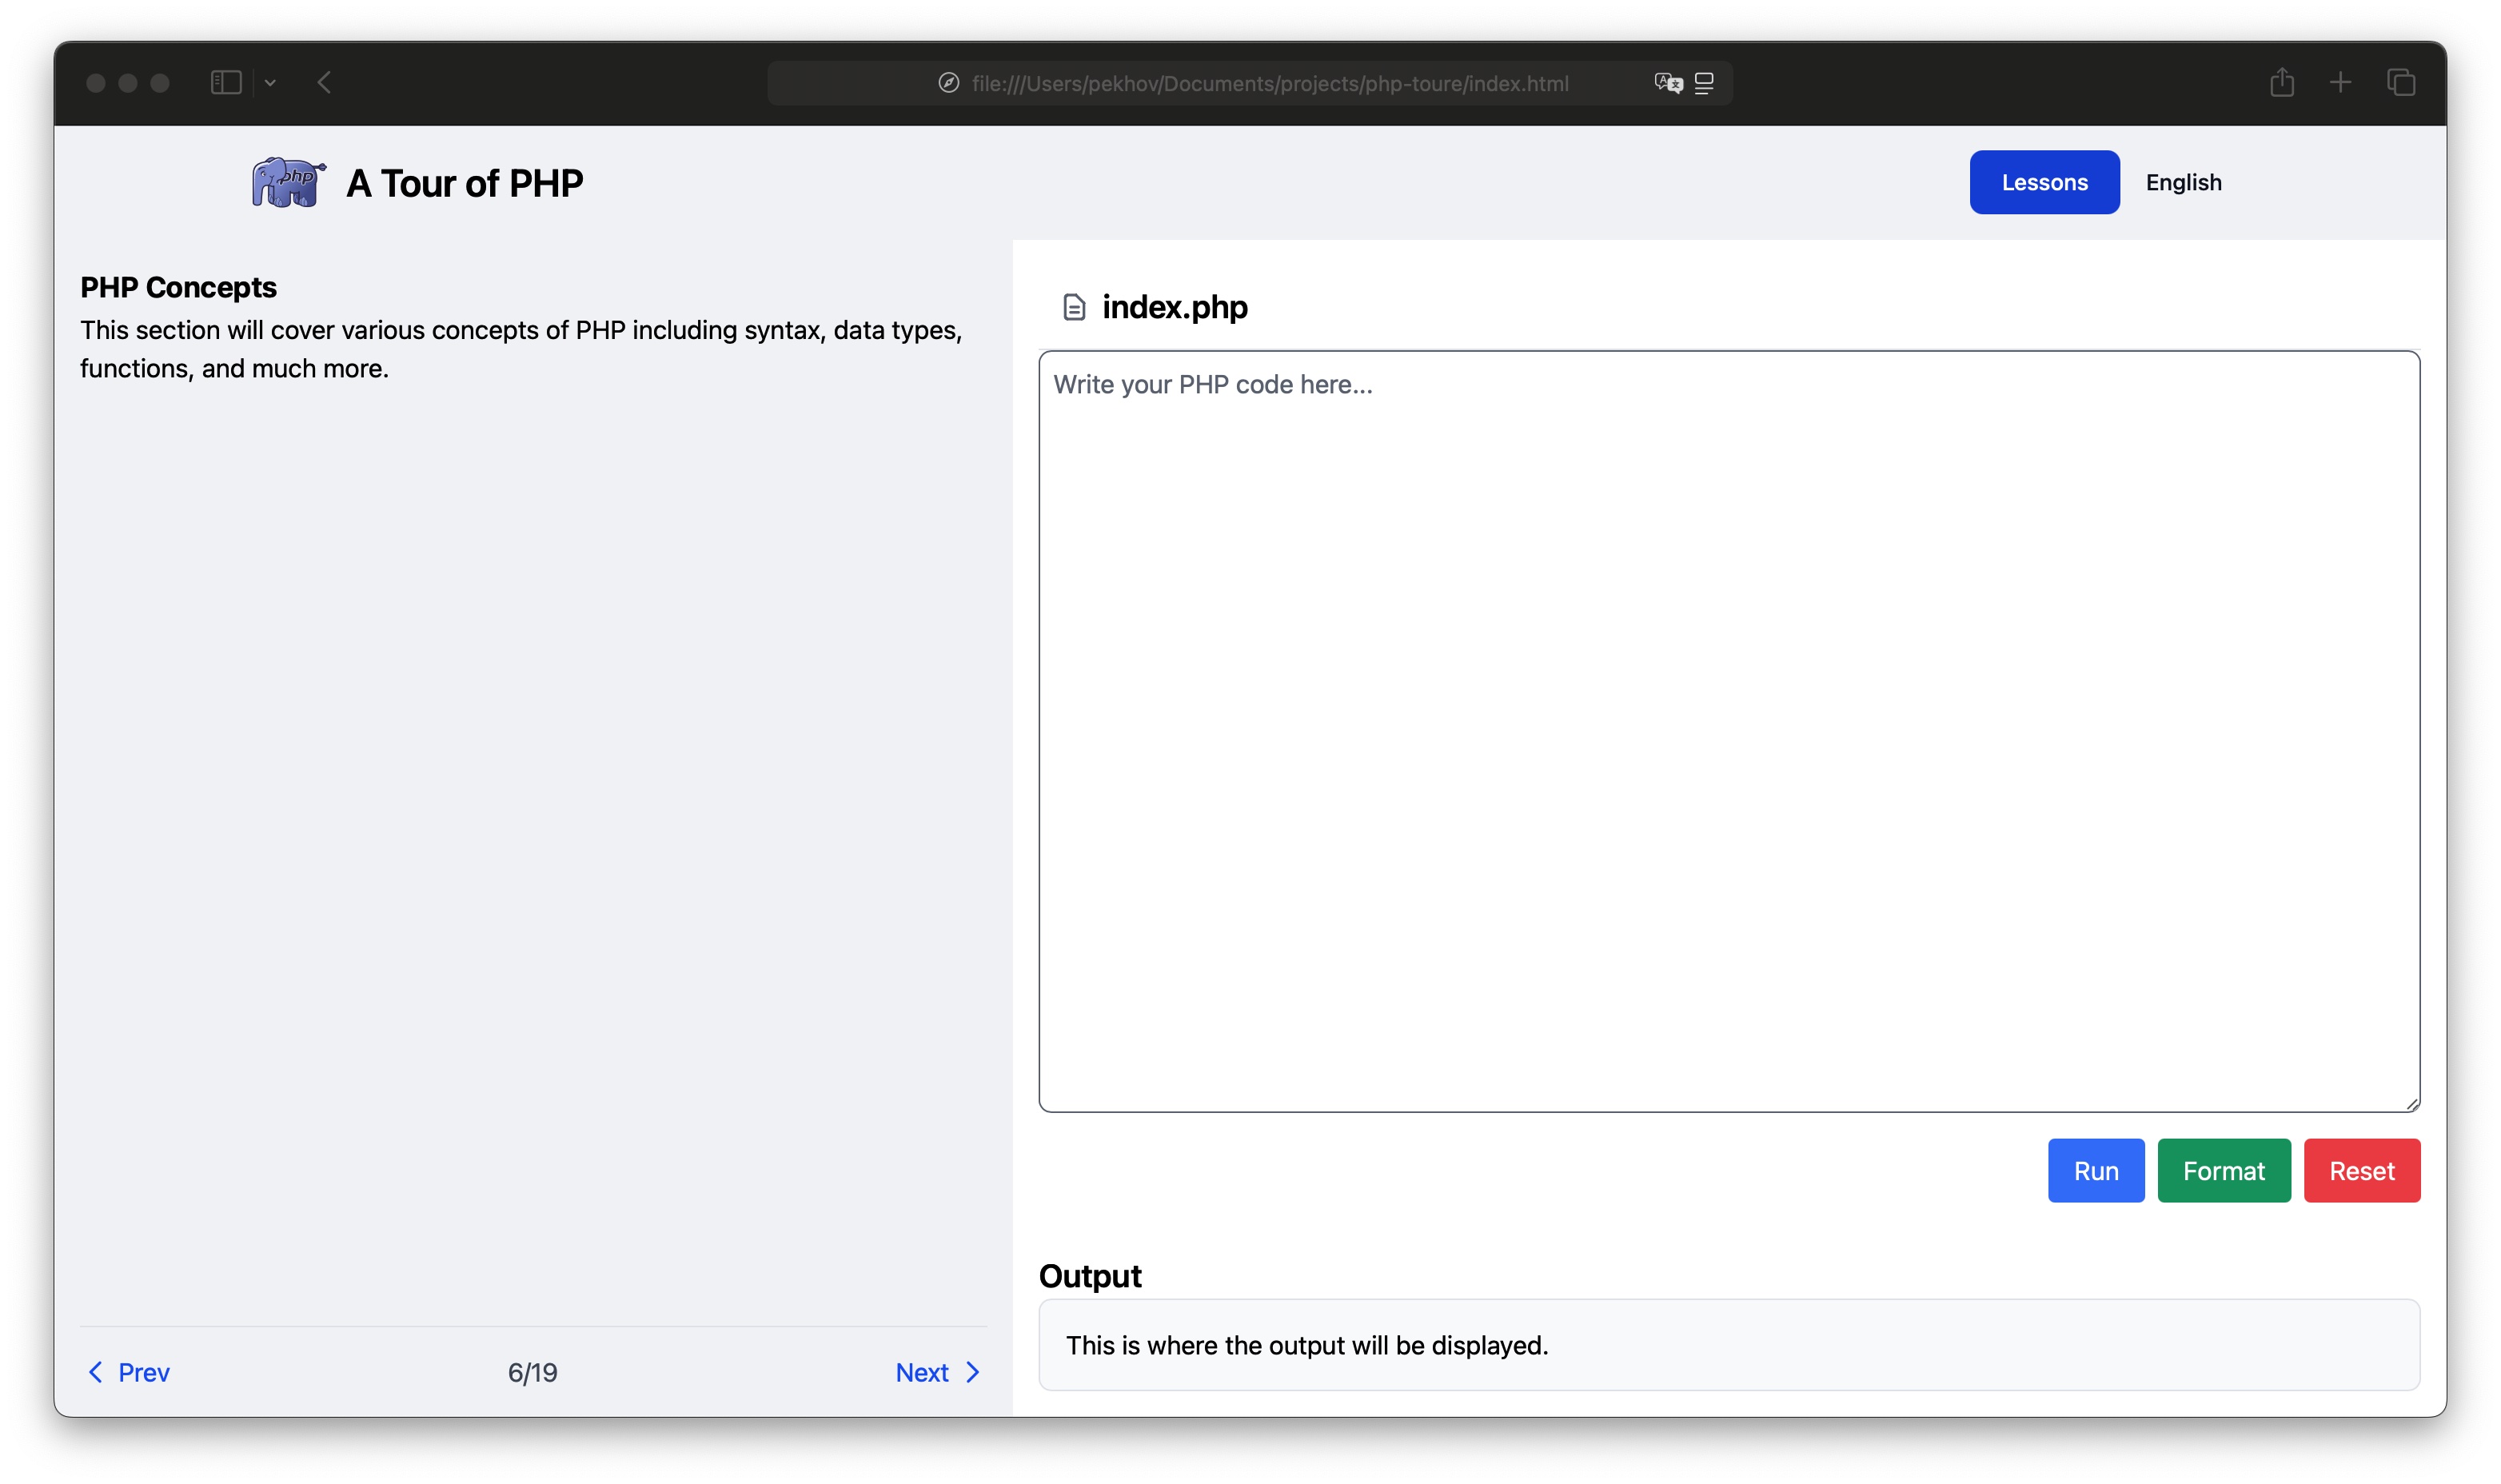 file:///Users/pekhov/Documents/projects/php-toure/index.html
php
A Tour of PHP
Lessons
English
PHP Concepts
This section will cover various concepts of PHP including syntax, data types,
functions, and much more.
index.php
Write your PHP code here...
Run
Format
Reset
Output
This is where the output will be displayed.
Prev
6/19
Next